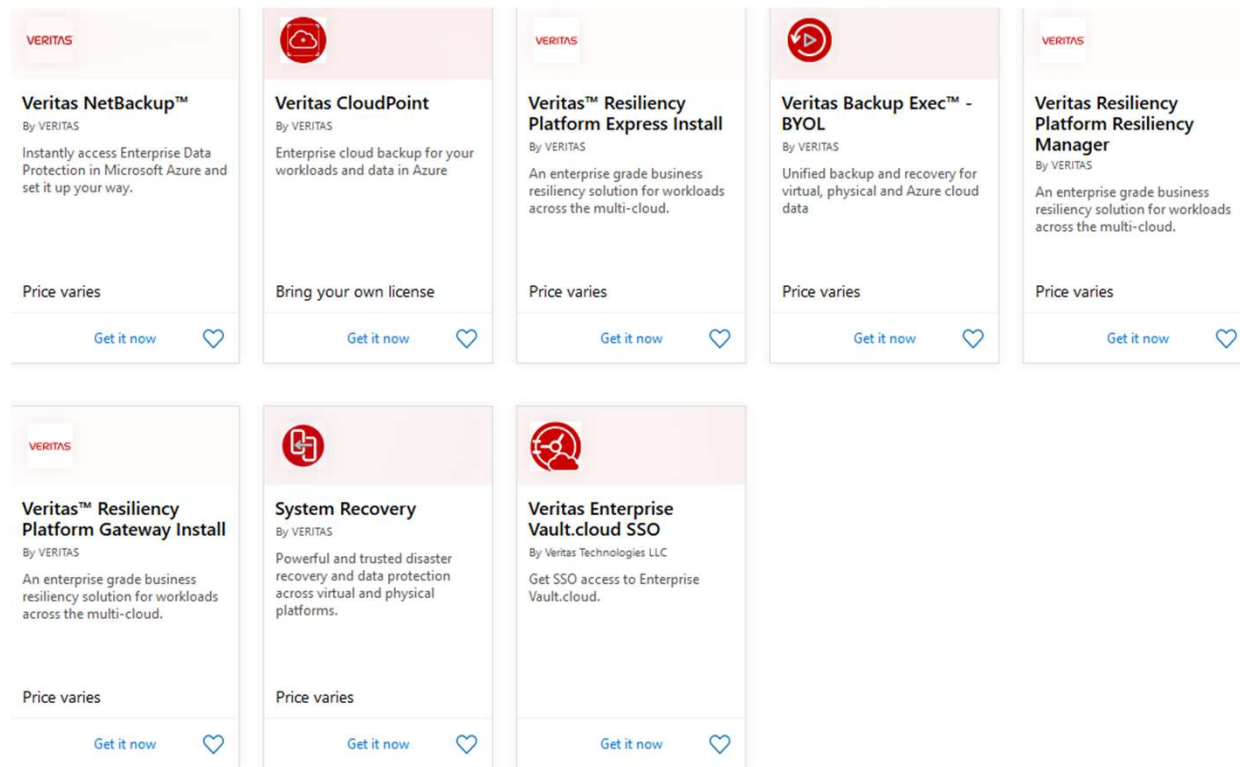 VERITAS
Veritas NetBackup™
By VERITAS
Instantly access Enterprise Data
Protection in Microsoft Azure and
set it up your way.
Price varies
Get it now
Veritas CloudPoint
By VERITAS
Enterprise cloud backup for your
workloads and data in Azure
Bring your own license
Get it now
VERITAS
Veritas™ Resiliency
Platform Express Install
By VERITAS
An enterprise grade business
resiliency solution for workloads
across the multi-cloud.
Price varies
Get it now
Veritas Backup Exec™ -
BYOL
By VERITAS
Unified backup and recovery for
virtual, physical and Azure cloud
data
Price varies
Get it now
VERITAS
Veritas Resiliency
Platform Resiliency
Manager
By VERITAS
An enterprise grade business
resiliency solution for workloads
across the multi-cloud.
Price varies
Get it now
VERITAS
Veritas™ Resiliency
Platform Gateway Install
By VERITAS
An enterprise grade business
resiliency solution for workloads
across the multi-cloud.
Price varies
Get it now
System Recovery
By VERITAS
Powerful and trusted disaster
recovery and data protection
across virtual and physical
platforms.
Price varies
Get it now
Veritas Enterprise
Vault.cloud SSO
By Veritas Technologies LLC
Get SSO access to Enterprise
Vault.cloud.
Get it now